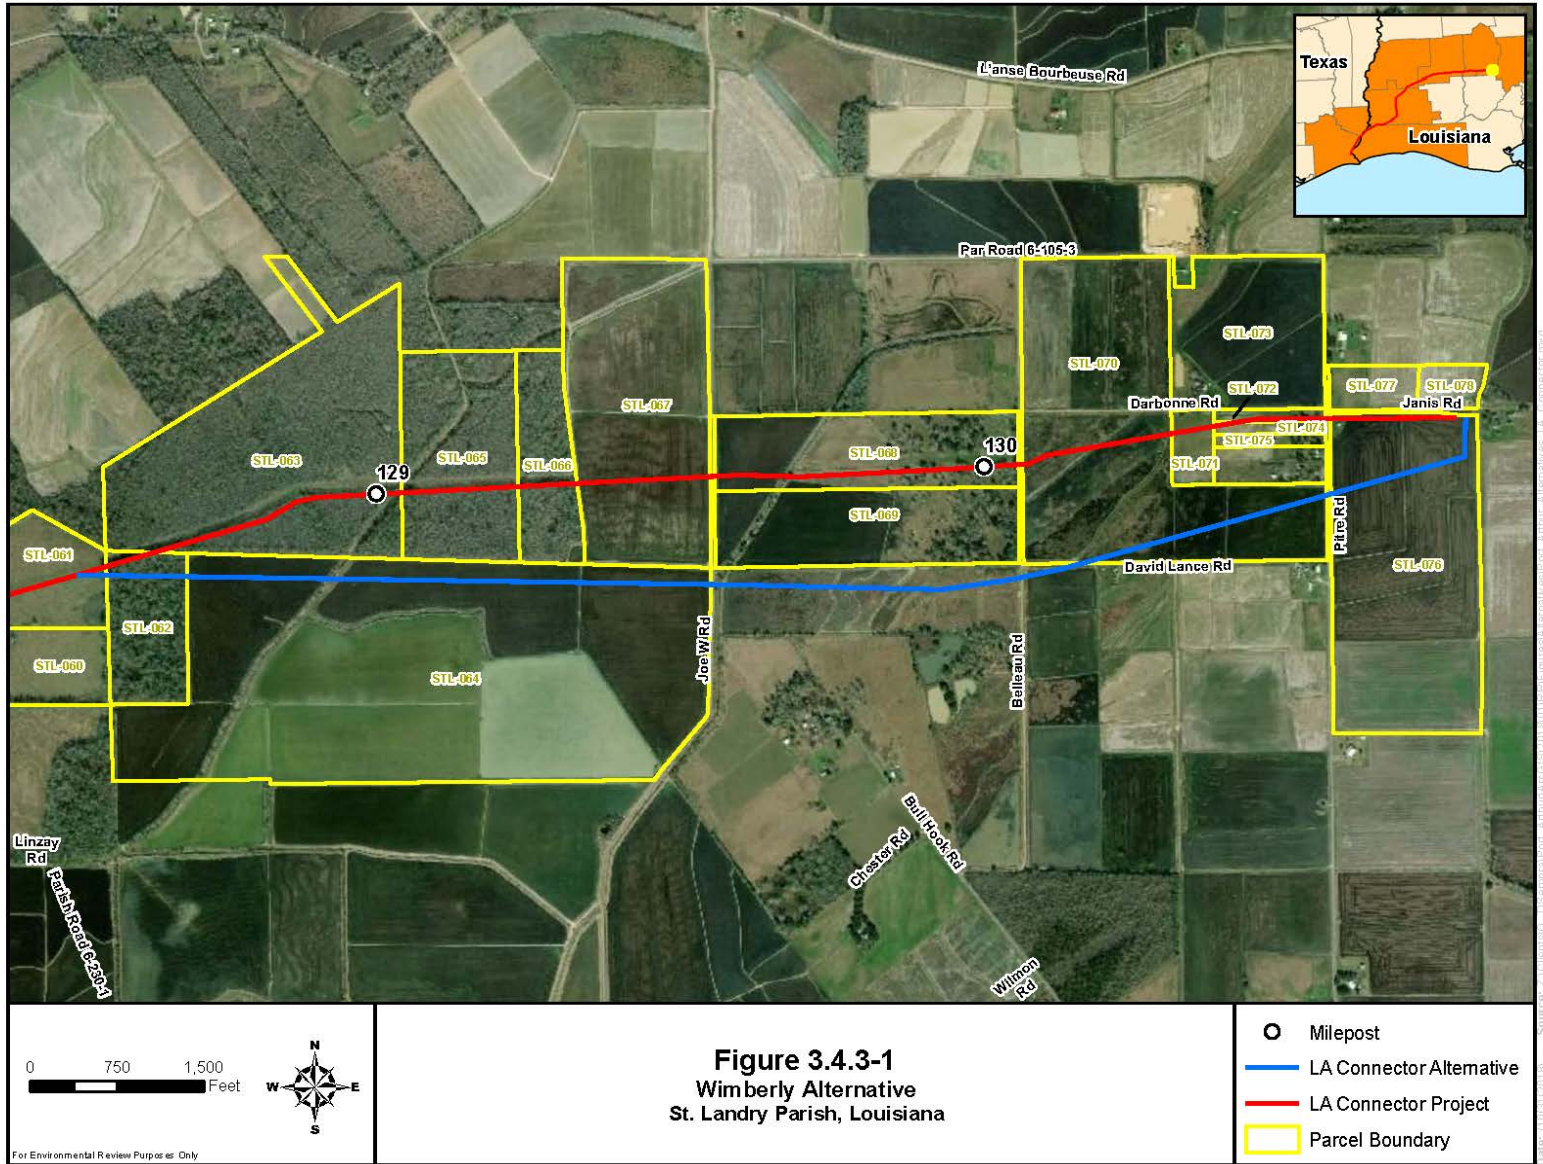 L'anse Bourbeuse Rd
Texas
Louisiana
Par Road 6-105-3
STL-073
STL-070
STL-072
STL-077
STL-078
STL-067
Darbonne Rd
Janis Rd
STL-074
STL-075
STL-063
STL-065
STL-066
STL-068
130
STL-071
129
STL-069
Pitre Rd
STL-061
David Lance Rd
STL-076
STL-062
STL-060
STL-064
Joe W Rd
Belleau Rd
Linzay
Rd
Parish Road 6-230-1
Chester Rd
Bull Hook Rd
Wilmon
Rd
0 750 1,500
Feet
N
W E
S
For Environmental Review Purposes Only
Figure 3.4.3-1
Wimberly Alternative
St. Landry Parish, Louisiana
Milepost
LA Connector Alternative
LA Connector Project
Parcel Boundary